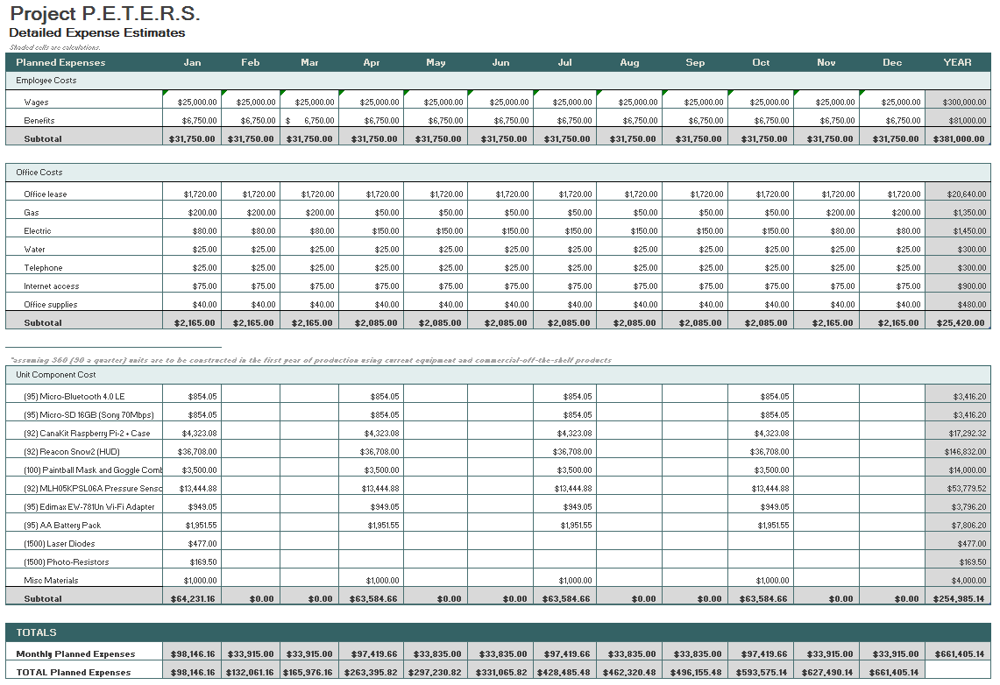 Project P.E.T.E.R.S.
Detailed Expense Estimates
Shaded cells are calculations.
Planned Expenses Jan Feb Mar Apr May Jun Jul Aug Sep Oct Nov Dec YEAR
Employee Costs
Wages $25,000.00 $25,000.00 $25,000.00 $25,000.00 $25,000.00 $25,000.00 $25,000.00 $25,000.00 $25,000.00 $25,000.00 $25,000.00 $25,000.00 $300,000.00
Benefits $6,750.00 $6,750.00 $ 6,750.00 $6,750.00 $6,750.00 $6,750.00 $6,750.00 $6,750.00 $6,750.00 $6,750.00 $6,750.00 $6,750.00 $81,000.00
Subtotal $31,750.00 $31,750.00 $31,750.00 $31,750.00 $31,750.00 $31,750.00 $31,750.00 $31,750.00 $31,750.00 $31,750.00 $31,750.00 $31,750.00 $381,000.00
Office Costs
Office lease $1,720.00 $1,720.00 $1,720.00 $1,720.00 $1,720.00 $1,720.00 $1,720.00 $1,720.00 $1,720.00 $1,720.00 $1,720.00 $1,720.00 $20,640.00
Gas $200.00 $200.00 $200.00 $50.00 $50.00 $50.00 $50.00 $50.00 $50.00 $50.00 $200.00 $200.00 $1,350.00
Electric $80.00 $80.00 $80.00 $150.00 $150.00 $150.00 $150.00 $150.00 $150.00 $150.00 $80.00 $80.00 $1,450.00
Water $25.00 $25.00 $25.00 $25.00 $25.00 $25.00 $25.00 $25.00 $25.00 $25.00 $25.00 $25.00 $300.00
Telephone $25.00 $25.00 $25.00 $25.00 $25.00 $25.00 $25.00 $25.00 $25.00 $25.00 $25.00 $25.00 $300.00
Internet access $75.00 $75.00 $75.00 $75.00 $75.00 $75.00 $75.00 $75.00 $75.00 $75.00 $75.00 $75.00 $900.00
Office supplies $40.00 $40.00 $40.00 $40.00 $40.00 $40.00 $40.00 $40.00 $40.00 $40.00 $40.00 $40.00 $480.00
Subtotal $2,165.00 $2,165.00 $2,165.00 $2,085.00 $2,085.00 $2,085.00 $2,085.00 $2,085.00 $2,085.00 $2,085.00 $2,165.00 $2,165.00 $25,420.00
*assuming 360 (90 a quarter) units are to be constructed in the first year of production using current equipment and commercial-off-the-shelf products
Unit Component Cost
(95) Micro-Bluetooth 4.0 LE $854.05 $854.05 $854.05 $854.05 $3,416.20
(95) Micro-SD 16GB (Sony 70Mbps) $854.05 $854.05 $854.05 $854.05 $3,416.20
(92) CanaKit Raspberry Pi-2 + Case $4,323.08 $4,323.08 $4,323.08 $4,323.08 $17,292.32
(92) Reacon Snow2 (HUD) $36,708.00 $36,708.00 $36,708.00 $36,708.00 $146,832.00
(100) Paintball Mask and Goggle Comb $3,500.00 $3,500.00 $3,500.00 $3,500.00 $14,000.00
(92) MLH05KPSL06A Pressure Senso $13,444.88 $13,444.88 $13,444.88 $13,444.88 $53,779.52
(95) Edimax EW-781Un Wi-Fi Adapter $949.05 $949.05 $949.05 $949.05 $3,796.20
(95) AA Battery Pack $1,951.55 $1,951.55 $1,951.55 $1,951.55 $7,806.20
(1500) Laser Diodes $477.00 $477.00
(1500) Photo-Resistors $169.50 $169.50
Misc Materials $1,000.00 $1,000.00 $1,000.00 $1,000.00 $4,000.00
Subtotal $64,231.16 $0.00 $0.00 $63,584.66 $0.00 $0.00 $63,584.66 $0.00 $0.00 $63,584.66 $0.00 $0.00 $254,985.14
TOTALS
Monthly Planned Expenses $98,146.16 $33,915.00 $33,915.00 $97,419.66 $33,835.00 $33,835.00 $97,419.66 $33,835.00 $33,835.00 $97,419.66 $33,915.00 $33,915.00 $661,405.14
TOTAL Planned Expenses $98,146.16 $132,061.16 $165,976.16 $263,395.82 $297,230.82 $331,065.82 $428,485.48 $462,320.48 $496,155.48 $593,575.14 $627,490.14 $661,405.14